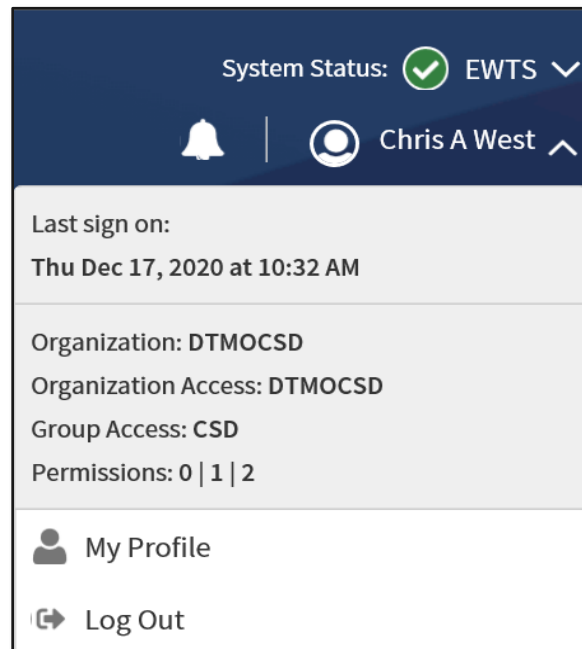 System Status: EWTS
Chris A West
Last sign on:
Thu Dec 17, 2020 at 10:32 AM
Organization: DTMOCSD
Organization Access: DTMOCSD
Group Access: CSD
Permissions: 0 | 1 | 2
My Profile
Log Out